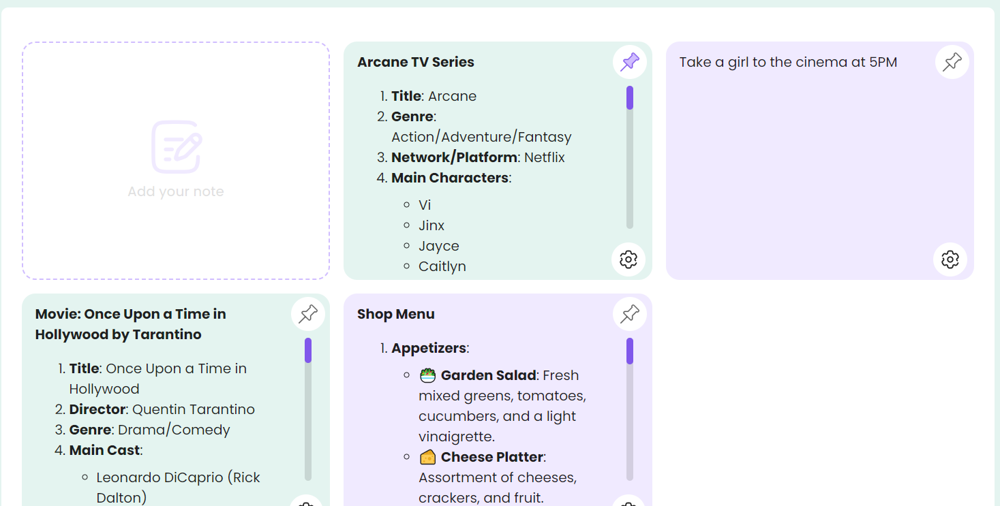 Add your note
Arcane TV Series
1. Title: Arcane
2. Genre:
Action/Adventure/Fantasy
3. Network/Platform: Netflix
4. Main Characters:
Vi
Jinx
Jayce
Caitlyn
Take a girl to the cinema at 5PM
Movie: Once Upon a Time in
Hollywood by Tarantino
1. Title: Once Upon a Time in
Hollywood
2. Director: Quentin Tarantino
3. Genre: Drama/Comedy
4. Main Cast:
Leonardo DiCaprio (Rick
Dalton)
Shop Menu
1. Appetizers:
🥗 Garden Salad: Fresh
mixed greens, tomatoes,
cucumbers, and a light
vinaigrette.
🧀 Cheese Platter:
Assortment of cheeses,
crackers, and fruit.